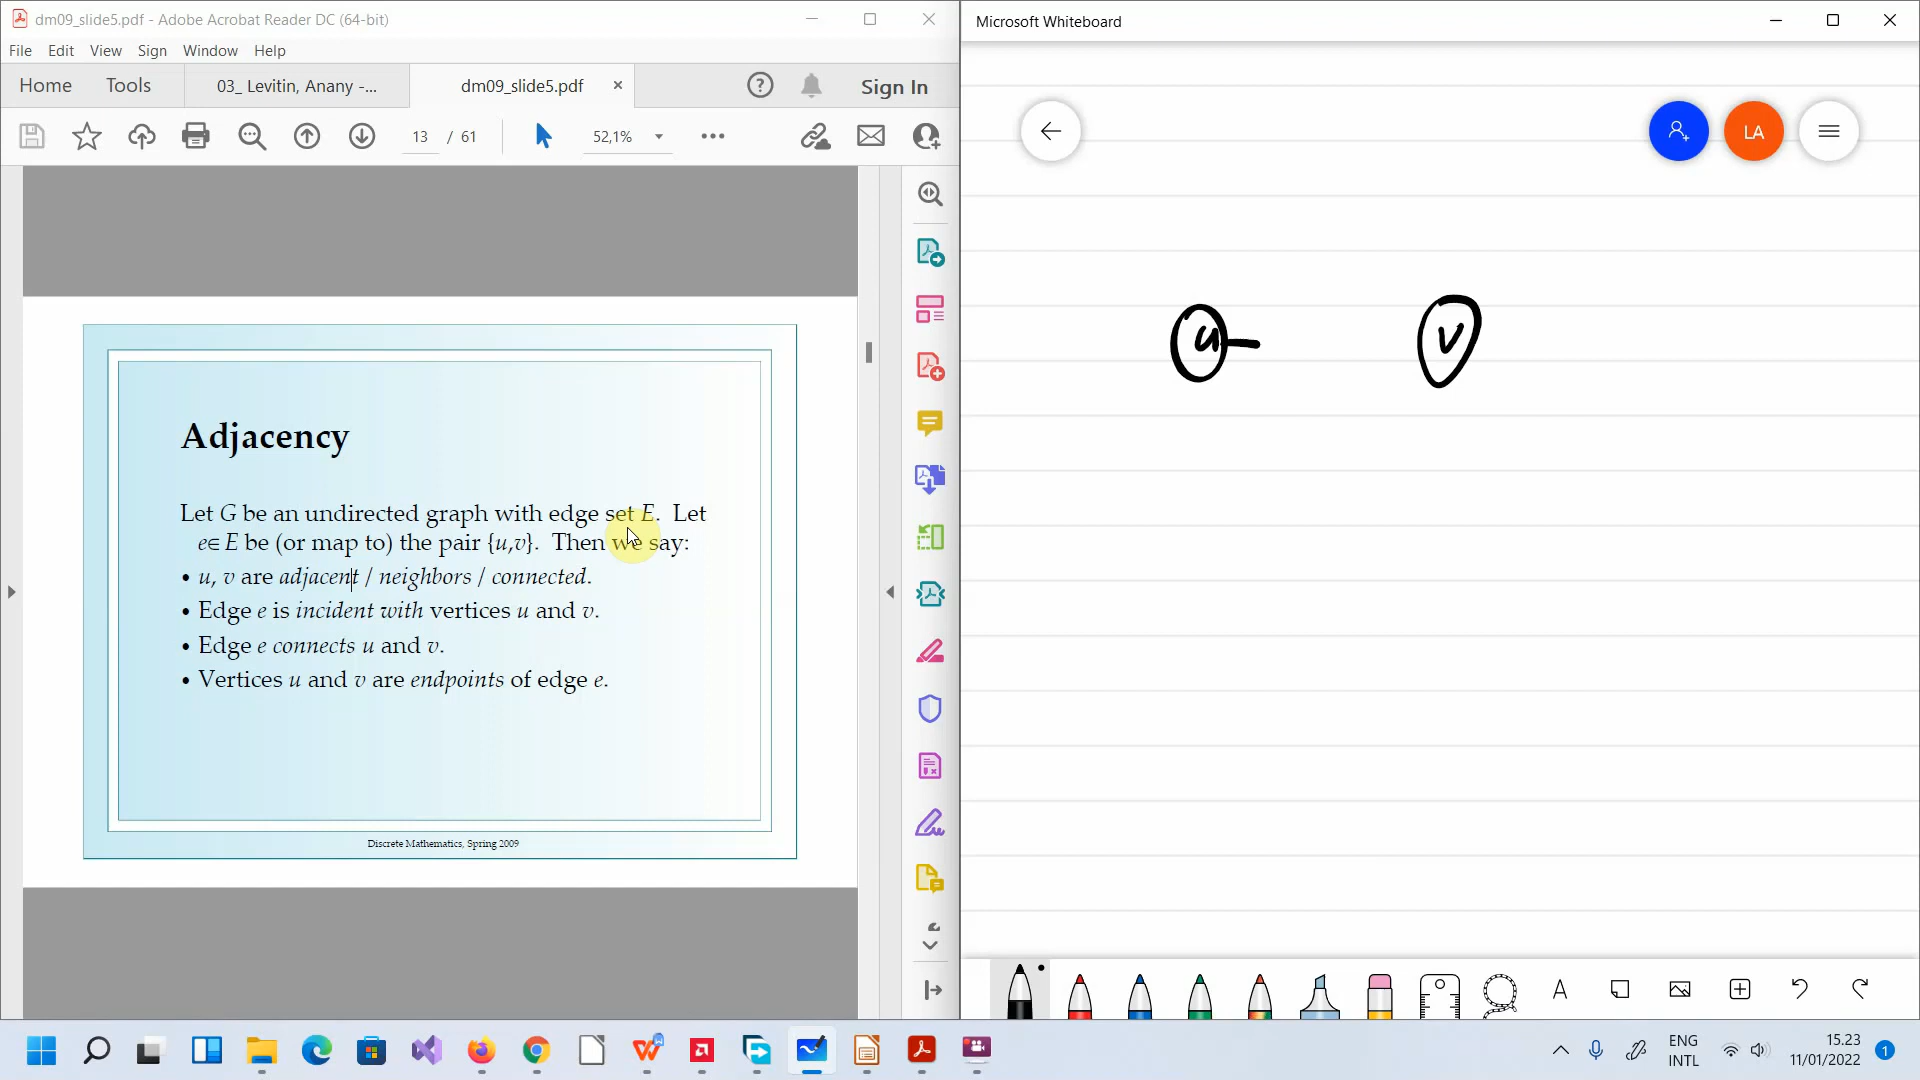 dm09_slide5.pdf - Adobe Acrobat Reader DC (64-bit)
File Edit View Sign Window Help
Home Tools 03_ Levitin, Anany -... dm09_slide5.pdf × Sign In
13 / 61 52,1%
Adjacency
Let G be an undirected graph with edge set E. Let
e∈E be (or map to) the pair {u,v}. Then we say:
• u, v are adjacent / neighbors / connected.
• Edge e is incident with vertices u and v.
• Edge e connects u and v.
• Vertices u and v are endpoints of edge e.
Discrete Mathematics, Spring 2009
Microsoft Whiteboard
LA
u v
ENG
INTL
15.23
11/01/2022
1